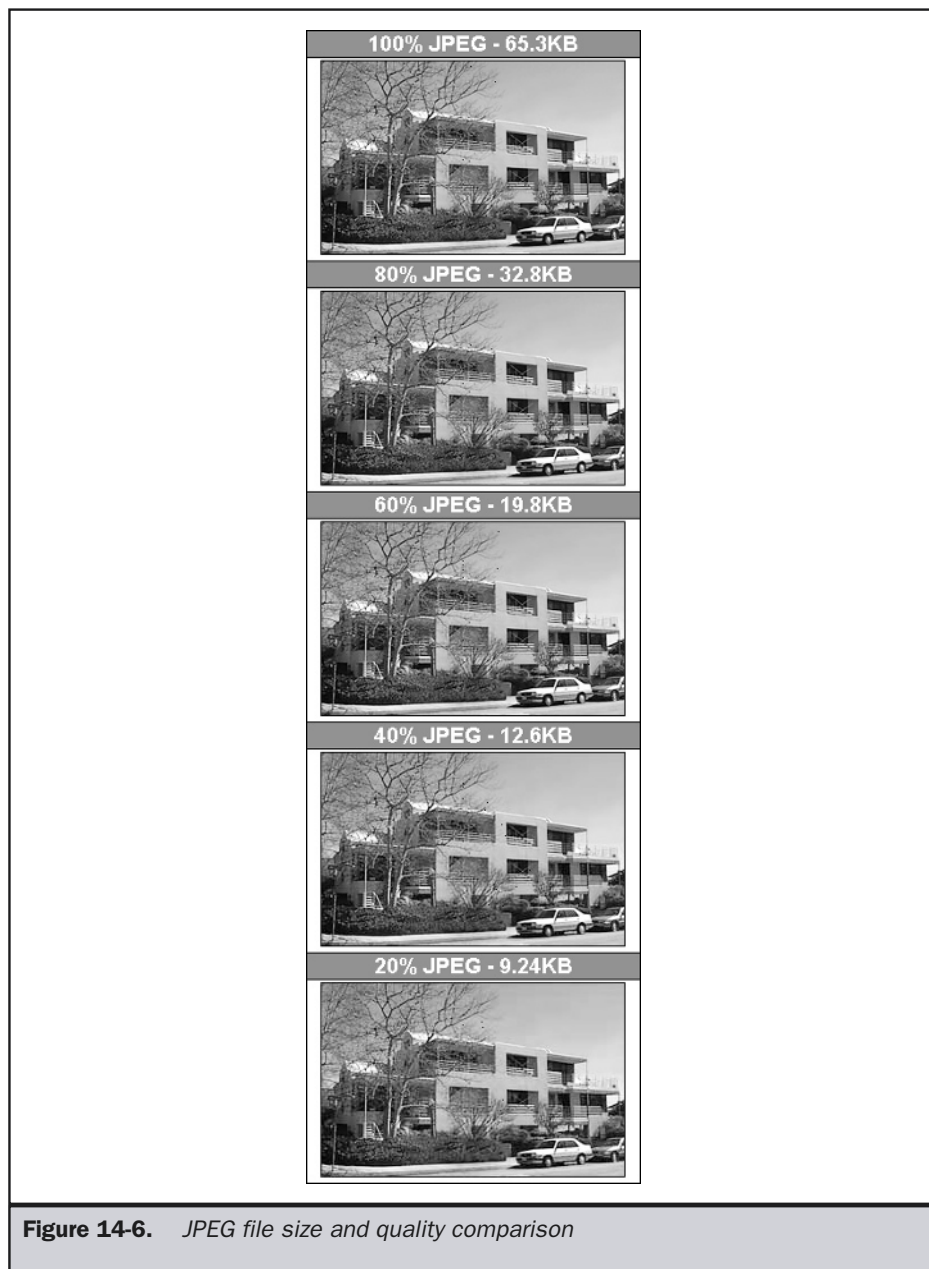 100% JPEG - 65.3KB
80% JPEG - 32.8KB
60% JPEG - 19.8KB
40% JPEG - 12.6KB
20% JPEG - 9.24KB
Figure 14-6. JPEG file size and quality comparison